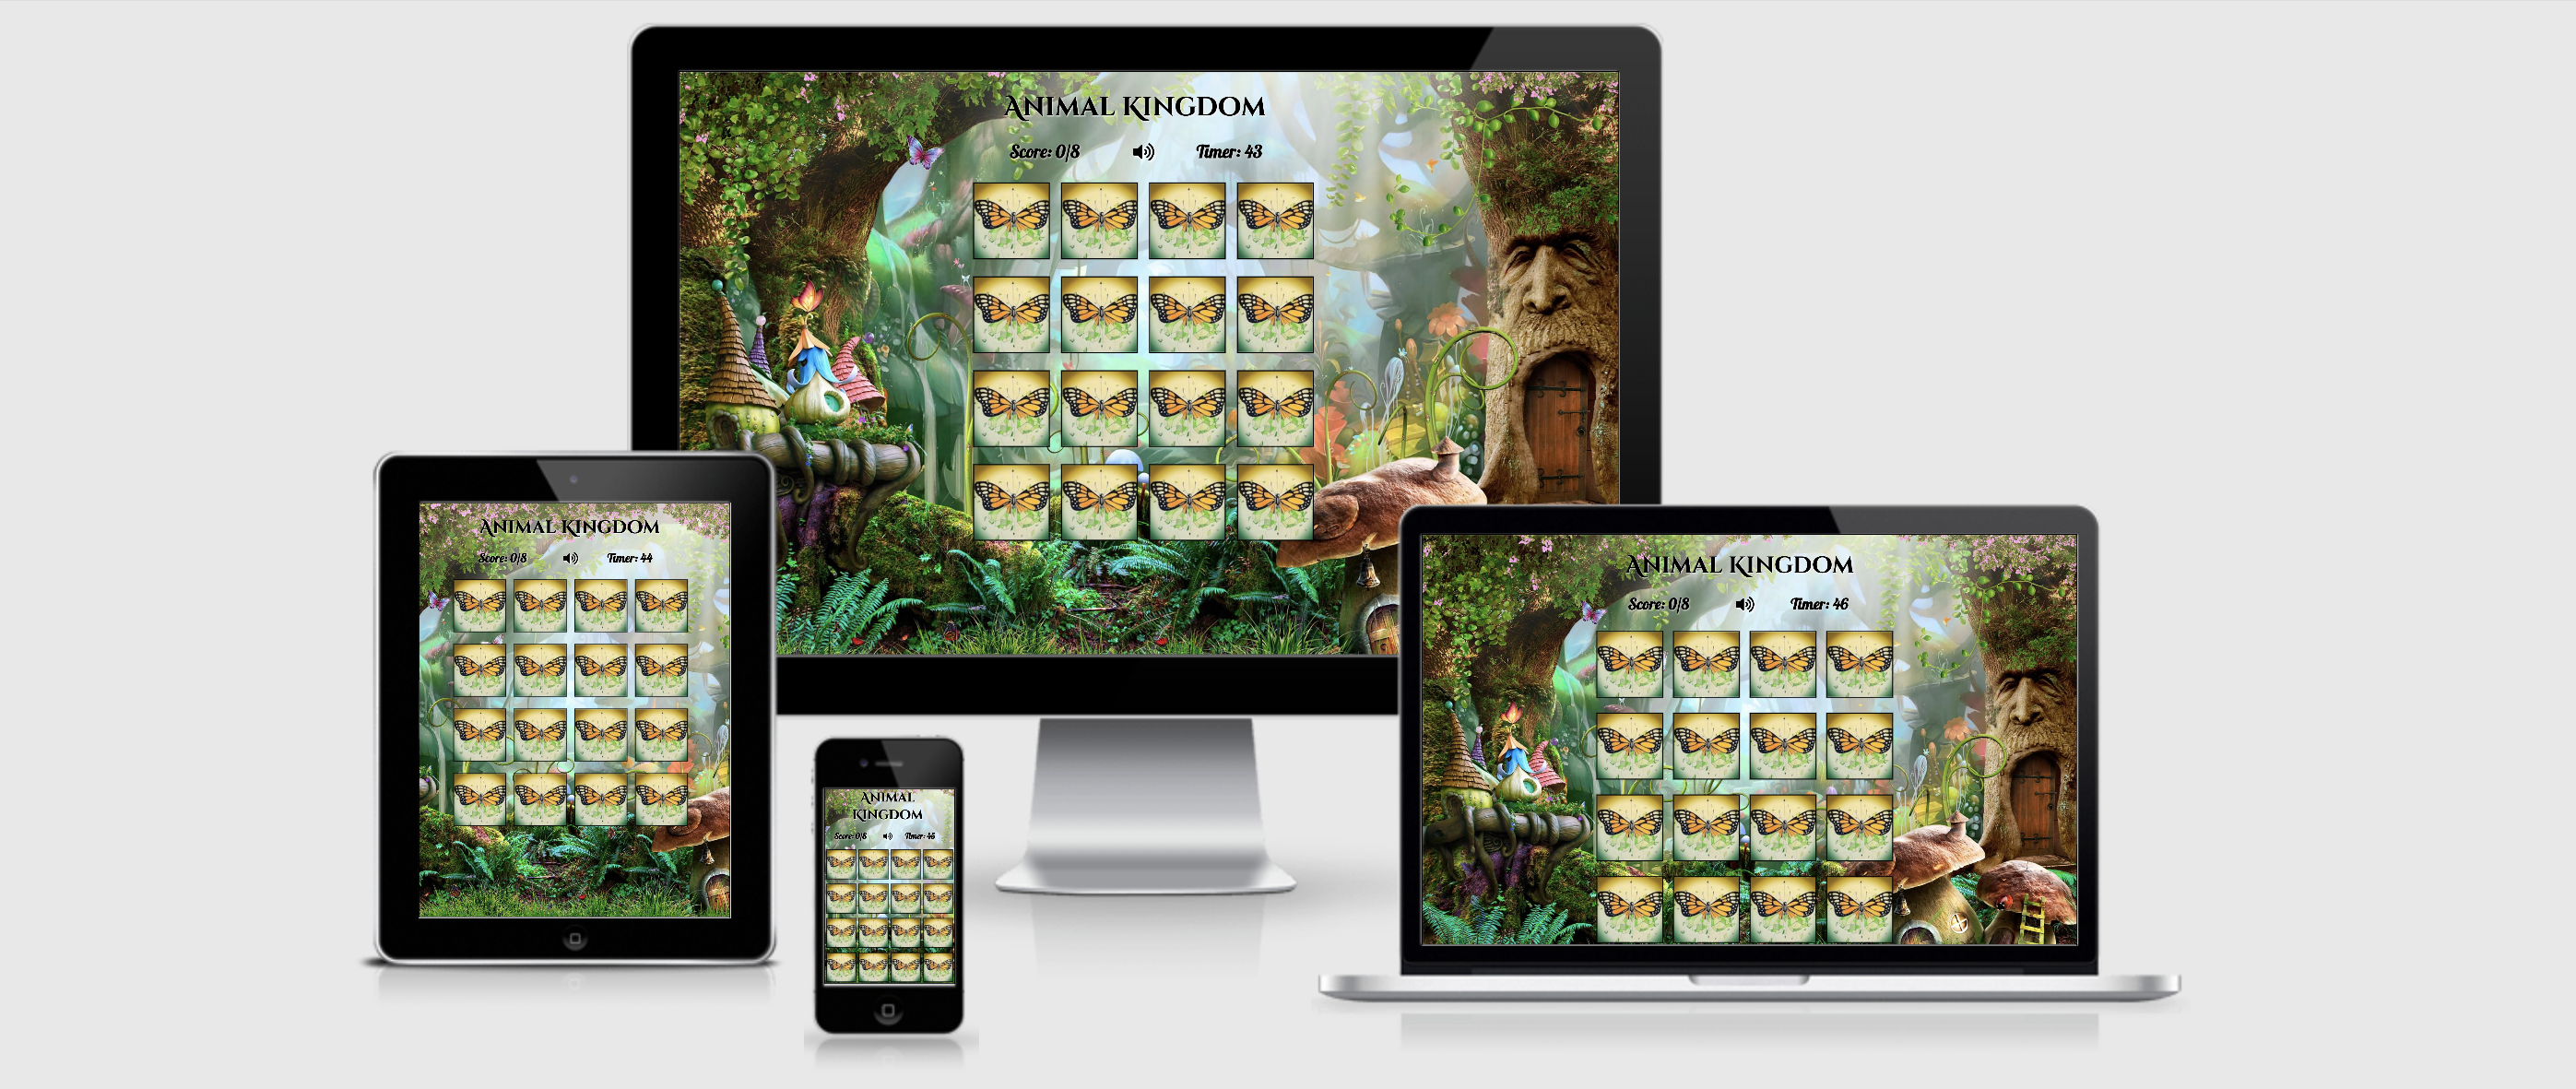 Animal Kingdom
Score: 0/8 Timer: 43
Animal Kingdom
Score: 0/8 Timer: 44
Animal
Kingdom
Score: 0/8 Timer: 45
Animal Kingdom
Score: 0/8 Timer: 46